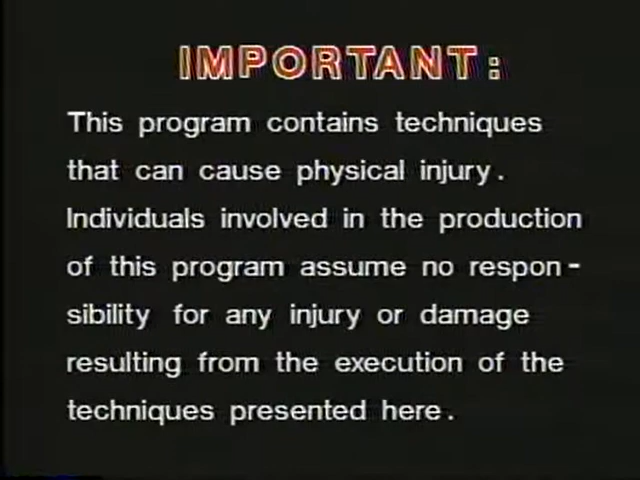 IMPORTANT:
This program contains techniques
that can cause physical injury.
Individuals involved in the production
of this program assume no respon-
sibility for any injury or damage
resulting from the execution of the
techniques presented here.